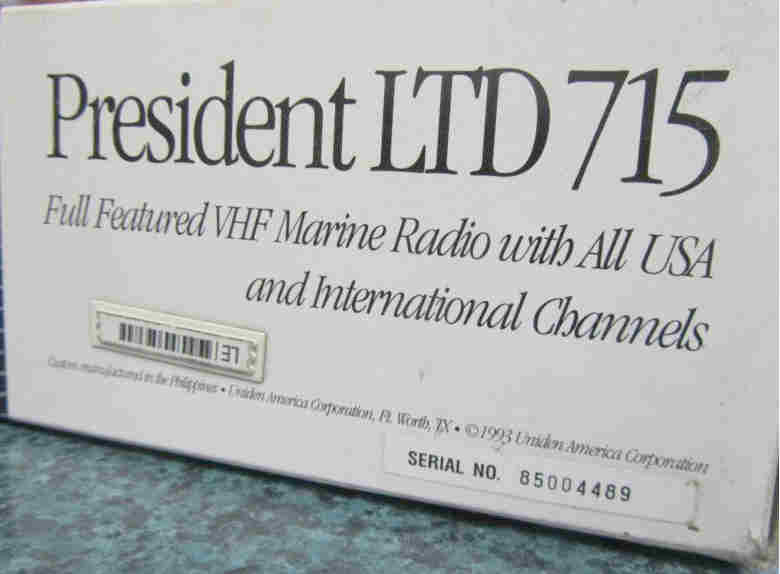 President LTD 715
Full Featured VHF Marine Radio with All USA
and International Channels
LE
Custom manufactured in the Philippines • Uniden America Corporation, Ft. Worth, TX • ©1993 Uniden America Corporation
SERIAL NO. 85004489